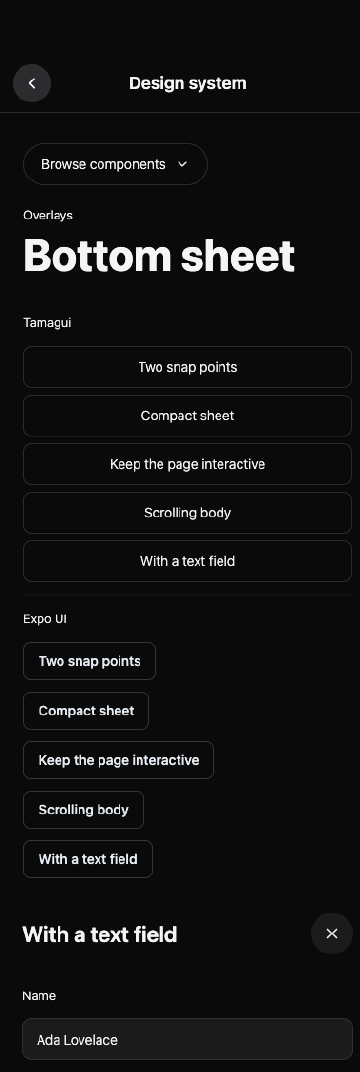 Design system
Browse components
Overlays
Bottom sheet
Tamagui
Two snap points
Compact sheet
Keep the page interactive
Scrolling body
With a text field
Expo UI
Two snap points
Compact sheet
Keep the page interactive
Scrolling body
With a text field
With a text field
Name
Ada Lovelace